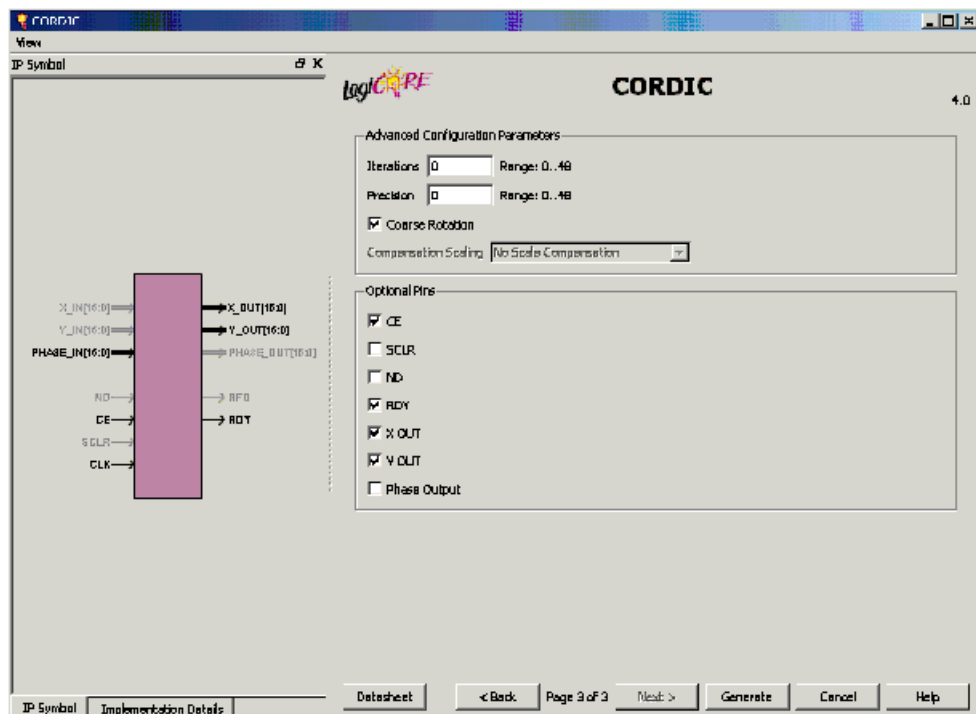 CORDIC
View
IP Symbol
LogiCORE
CORDIC
4.0
Advanced Configuration Parameters
Iterations 0 Range: 0..48
Precision 0 Range: 0..48
Coarse Rotation
Compensation Scaling No Scale Compensation
Optional Pins
CE
SCLR
ND
RDY
X OUT
Y OUT
Phase Output
X_IN[16:0] X_OUT[16:0]
Y_IN[16:0] Y_OUT[16:0]
PHASE_IN[16:0] PHASE_OUT[16:0]
ND RFD
CE RDY
SCLR
CLK
Datasheet < Back Page 3 of 3 Next > Generate Cancel Help
IP Symbol Implementation Details